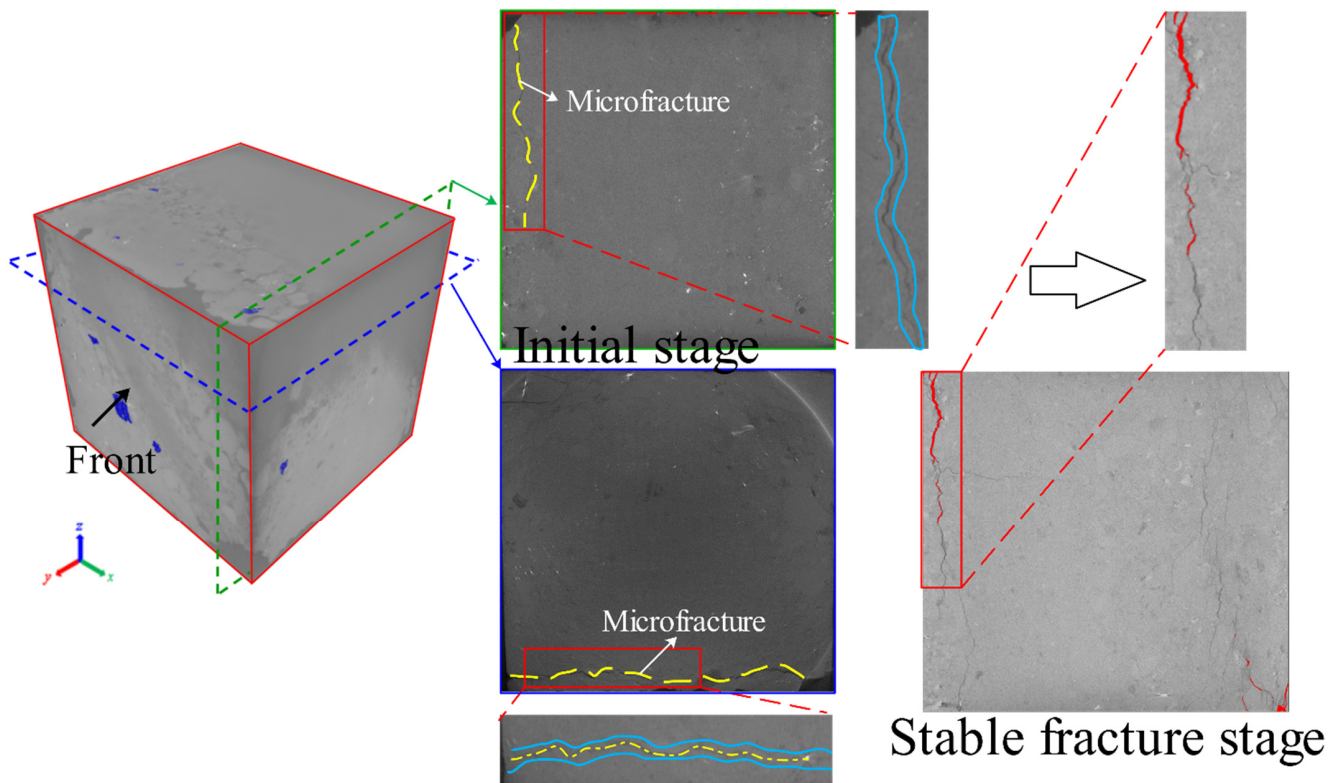 Microfracture
Initial stage
Front
z
y
x
Microfracture
Stable fracture stage